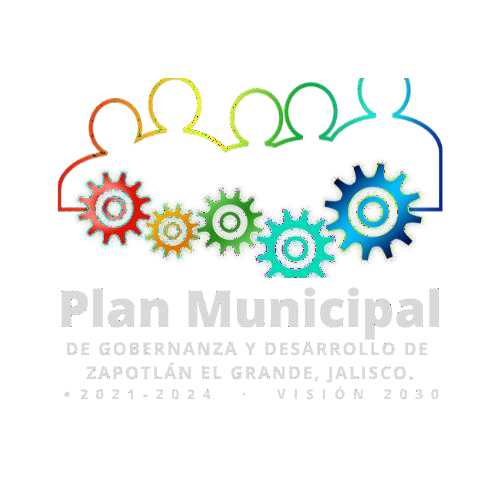 Plan Municipal
DE GOBERNANZA Y DESARROLLO DE
ZAPOTLÁN EL GRANDE, JALISCO.
• 2021-2024 · VISIÓN 2030